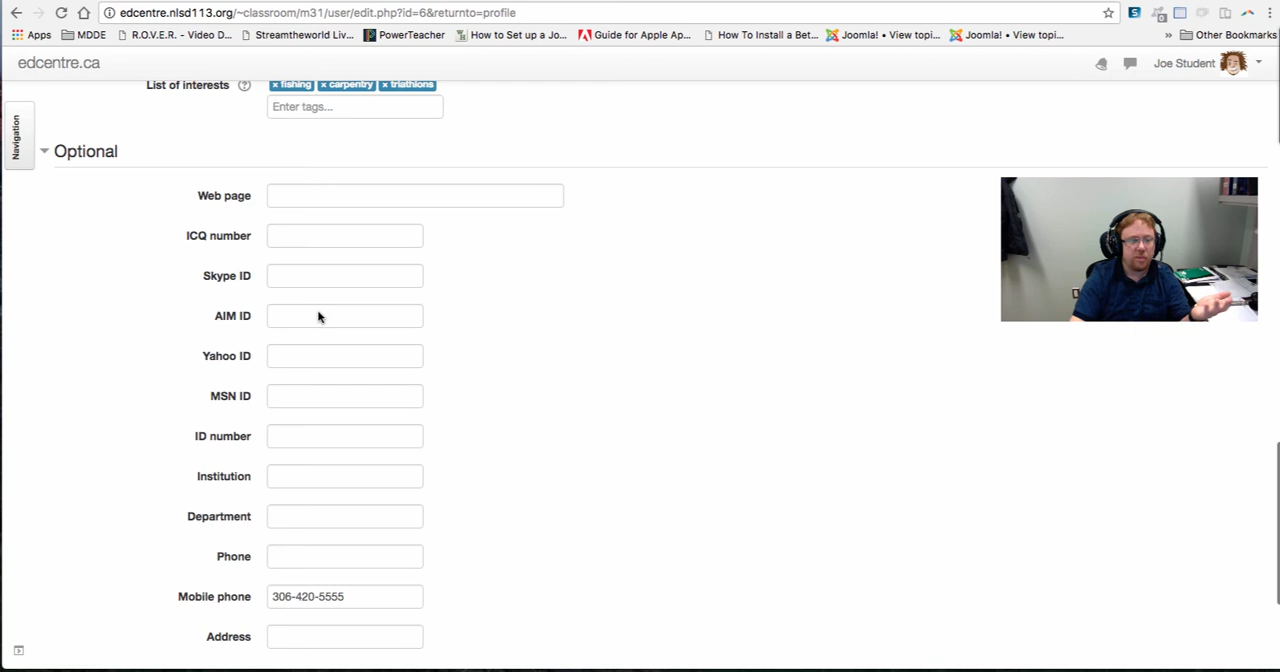 edcentre.nlsd113.org/~classroom/m31/user/edit.php?id=6&returnto=profile
Apps MDDE R.O.V.E.R. - Video D... Streamtheworld Livi... PowerTeacher How to Set up a Jo... Guide for Apple Ap... How To Install a Bet... Joomla! • View topi... Joomla! • View topi... » Other Bookmarks
edcentre.ca Joe Student
List of interests ? × fishing × carpentry × triathlons
Enter tags...
Navigation
Optional
Web page
ICQ number
Skype ID
AIM ID
Yahoo ID
MSN ID
ID number
Institution
Department
Phone
Mobile phone 306-420-5555
Address